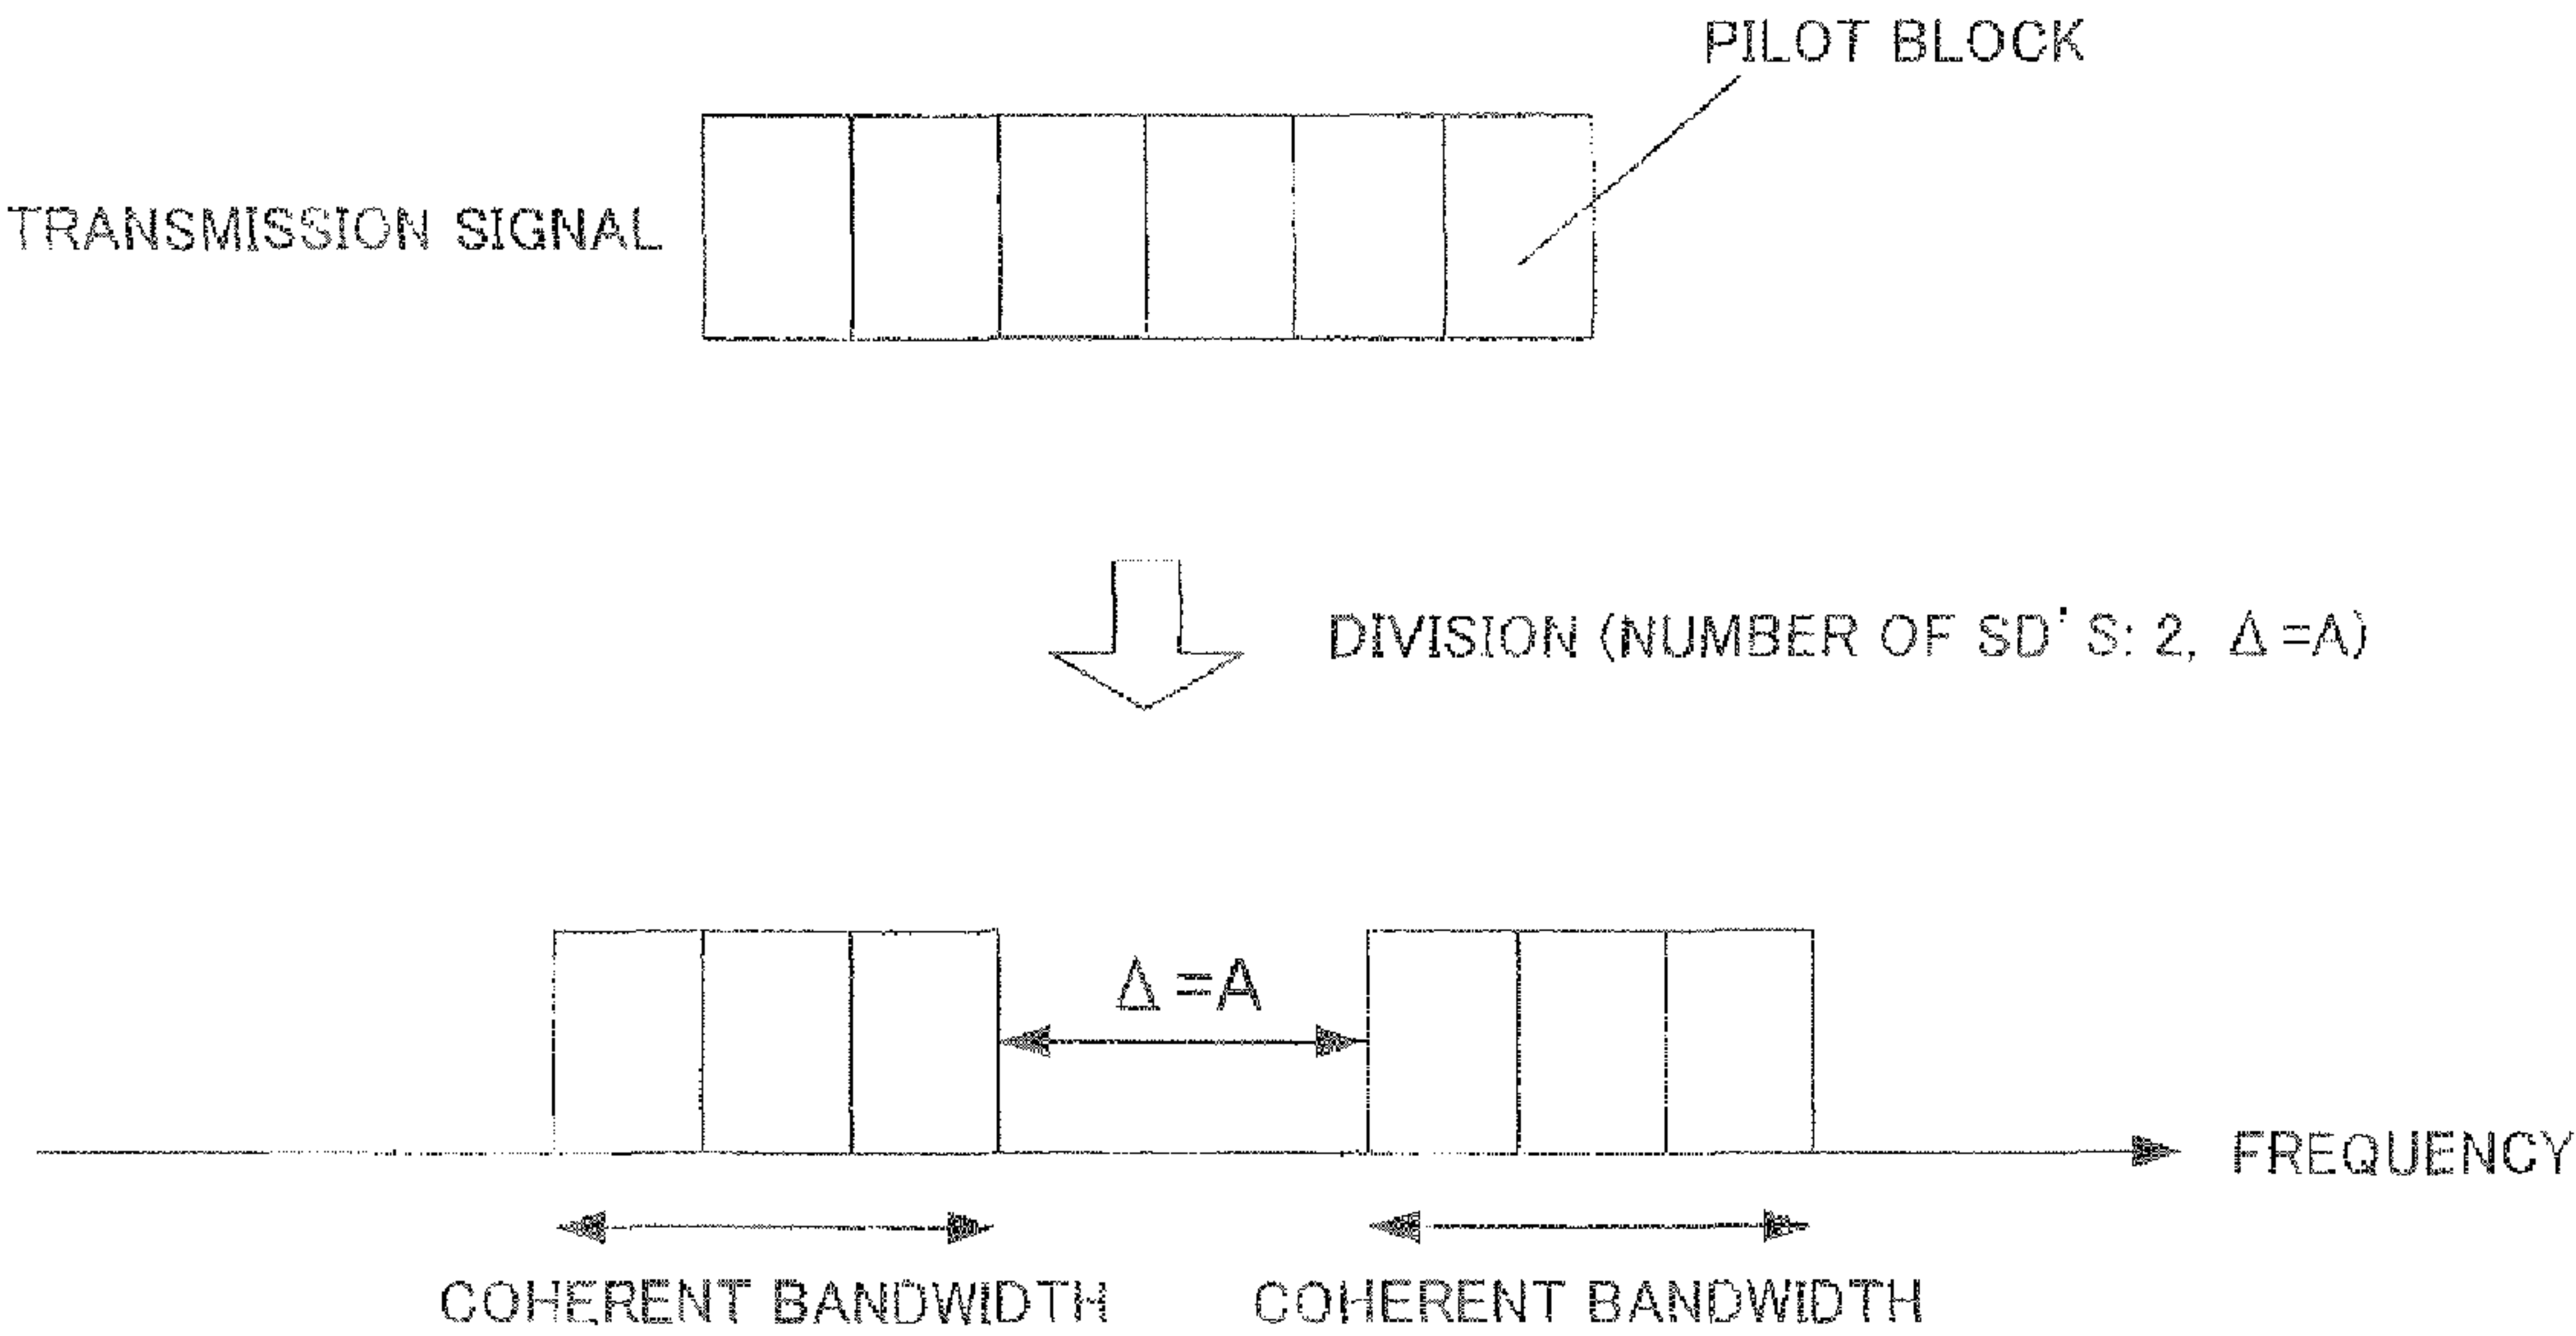 PILOT BLOCK
TRANSMISSION SIGNAL
DIVISION (NUMBER OF SD'S: 2, Δ=A)
Δ=A
FREQUENCY
COHERENT BANDWIDTH
COHERENT BANDWIDTH